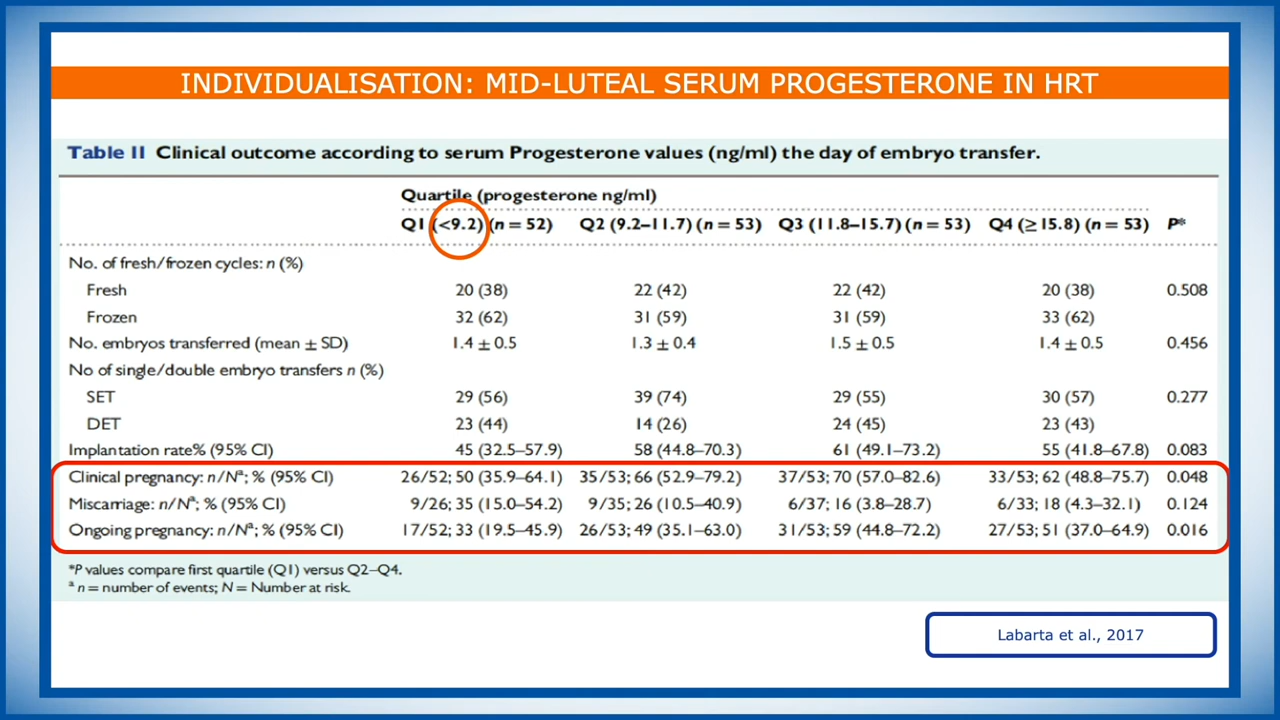 INDIVIDUALISATION: MID-LUTEAL SERUM PROGESTERONE IN HRT
Table II Clinical outcome according to serum Progesterone values (ng/ml) the day of embryo transfer.
Quartile (progesterone ng/ml)
Q1 (<9.2) (n = 52) Q2 (9.2–11.7) (n = 53) Q3 (11.8–15.7) (n = 53) Q4 (≥ 15.8) (n = 53) P*
No. of fresh/frozen cycles: n (%)
Fresh 20 (38) 22 (42) 22 (42) 20 (38) 0.508
Frozen 32 (62) 31 (59) 31 (59) 33 (62)
No. embryos transferred (mean ± SD) 1.4 ± 0.5 1.3 ± 0.4 1.5 ± 0.5 1.4 ± 0.5 0.456
No of single/double embryo transfers n (%)
SET 29 (56) 39 (74) 29 (55) 30 (57) 0.277
DET 23 (44) 14 (26) 24 (45) 23 (43)
Implantation rate% (95% CI) 45 (32.5–57.9) 58 (44.8–70.3) 61 (49.1–73.2) 55 (41.8–67.8) 0.083
Clinical pregnancy: n/Nª; % (95% CI) 26/52; 50 (35.9–64.1) 35/53; 66 (52.9–79.2) 37/53; 70 (57.0–82.6) 33/53; 62 (48.8–75.7) 0.048
Miscarriage: n/Nª; % (95% CI) 9/26; 35 (15.0–54.2) 9/35; 26 (10.5–40.9) 6/37; 16 (3.8–28.7) 6/33; 18 (4.3–32.1) 0.124
Ongoing pregnancy: n/Nª; % (95% CI) 17/52; 33 (19.5–45.9) 26/53; 49 (35.1–63.0) 31/53; 59 (44.8–72.2) 27/53; 51 (37.0–64.9) 0.016
*P values compare first quartile (Q1) versus Q2–Q4.
ª n = number of events; N = Number at risk.
Labarta et al., 2017